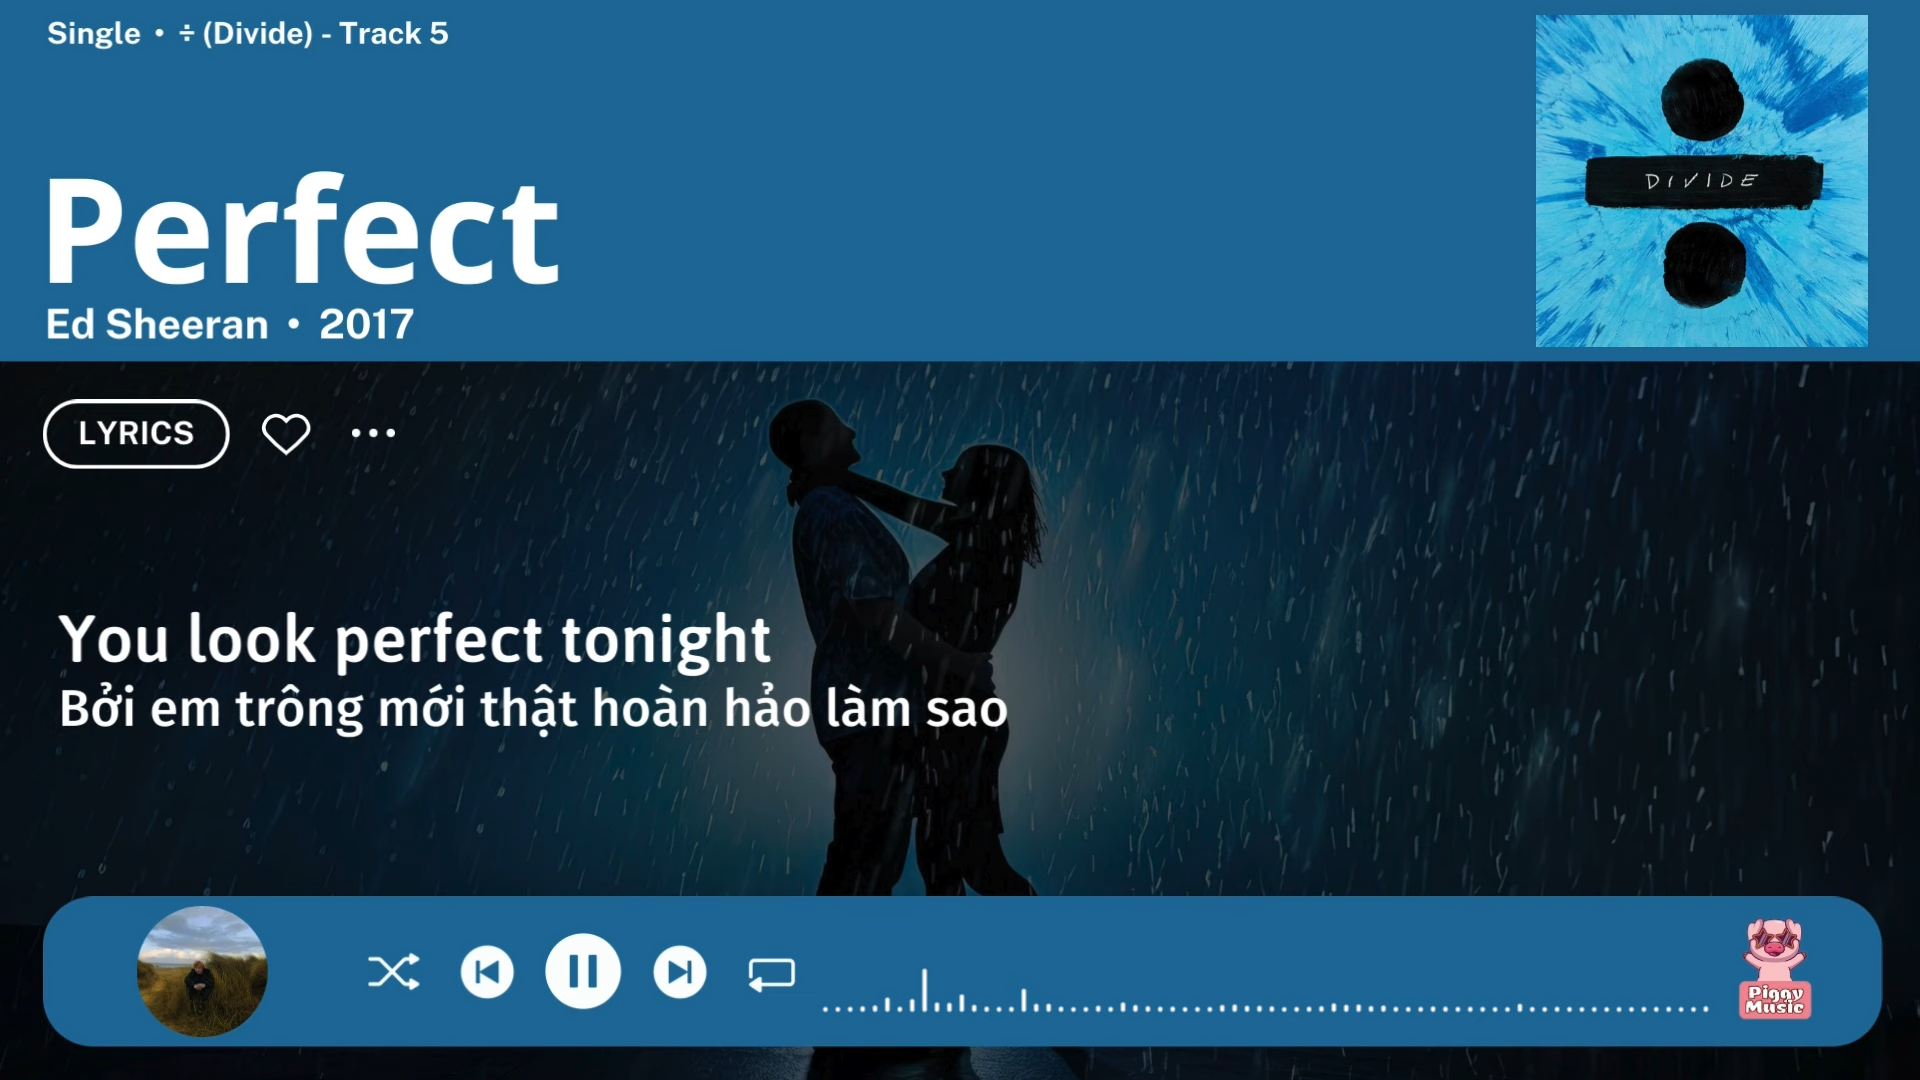 Single • ÷ (Divide) - Track 5
DIVIDE
Perfect
Ed Sheeran • 2017
LYRICS
You look perfect tonight
Bởi em trông mới thật hoàn hảo làm sao
Piggy
Music